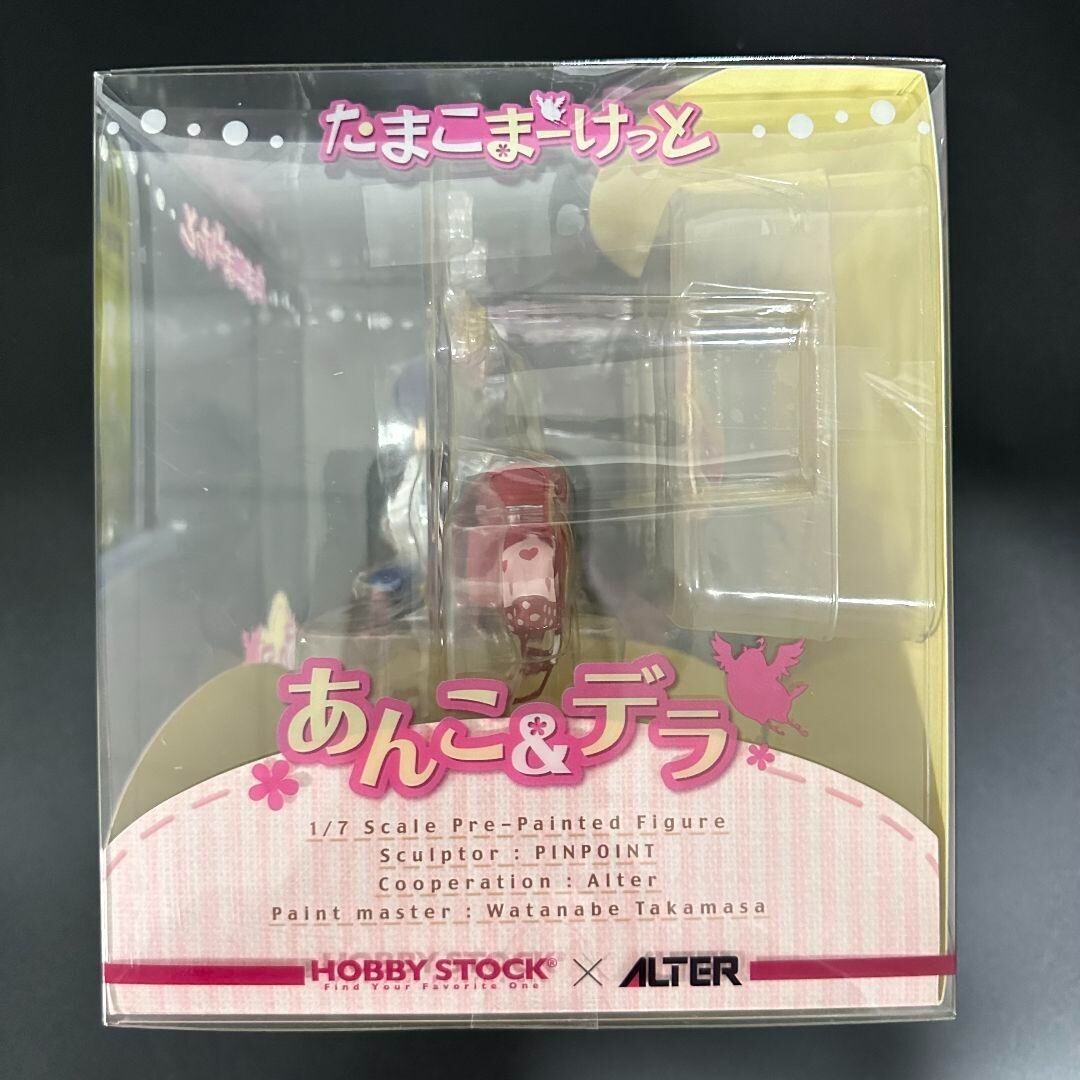 たまこまーけっと
あんこ&デラ
1/7 Scale Pre-Painted Figure
Sculptor : PINPOINT
Cooperation : Alter
Paint master : Watanabe Takamasa
HOBBY STOCK® × ALTER
Find Your Favorite One